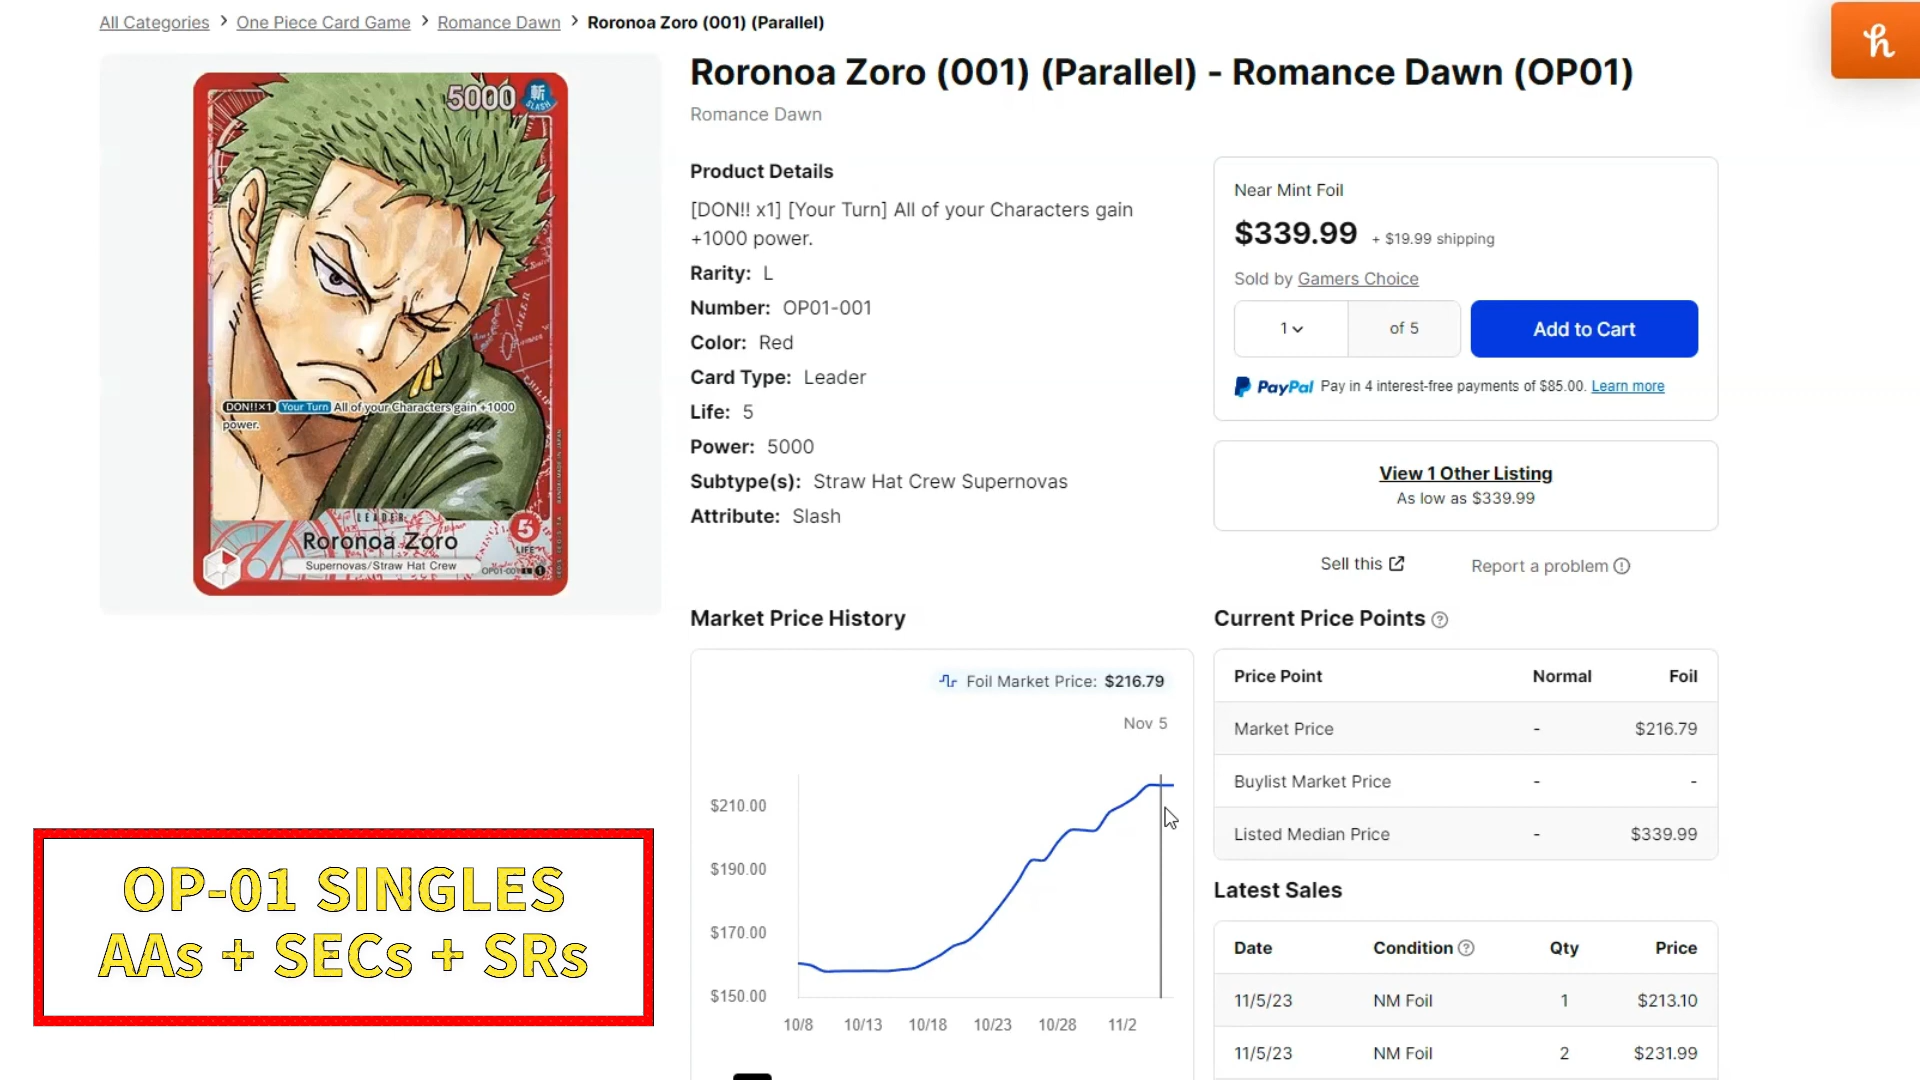 All Categories > One Piece Card Game > Romance Dawn > Roronoa Zoro (001) (Parallel)
5000 斬
SLASH
DON!!×1 Your Turn All of your Characters gain +1000
power.
LEADER
Roronoa Zoro
Supernovas/Straw Hat Crew
5
LIFE
OP01-001
Roronoa Zoro (001) (Parallel) - Romance Dawn (OP01)
Romance Dawn
Product Details
[DON!! x1] [Your Turn] All of your Characters gain
+1000 power.
Rarity: L
Number: OP01-001
Color: Red
Card Type: Leader
Life: 5
Power: 5000
Subtype(s): Straw Hat Crew Supernovas
Attribute: Slash
Near Mint Foil
$339.99 + $19.99 shipping
Sold by Gamers Choice
1 of 5 Add to Cart
PayPal Pay in 4 interest-free payments of $85.00. Learn more
View 1 Other Listing
As low as $339.99
Sell this Report a problem
Market Price History
Foil Market Price: $216.79
Nov 5
$210.00
$190.00
$170.00
$150.00
10/8 10/13 10/18 10/23 10/28 11/2
Current Price Points
Price Point Normal Foil
Market Price - $216.79
Buylist Market Price - -
Listed Median Price - $339.99
Latest Sales
Date Condition Qty Price
11/5/23 NM Foil 1 $213.10
11/5/23 NM Foil 2 $231.99
OP-01 SINGLES
AAs + SECs + SRs